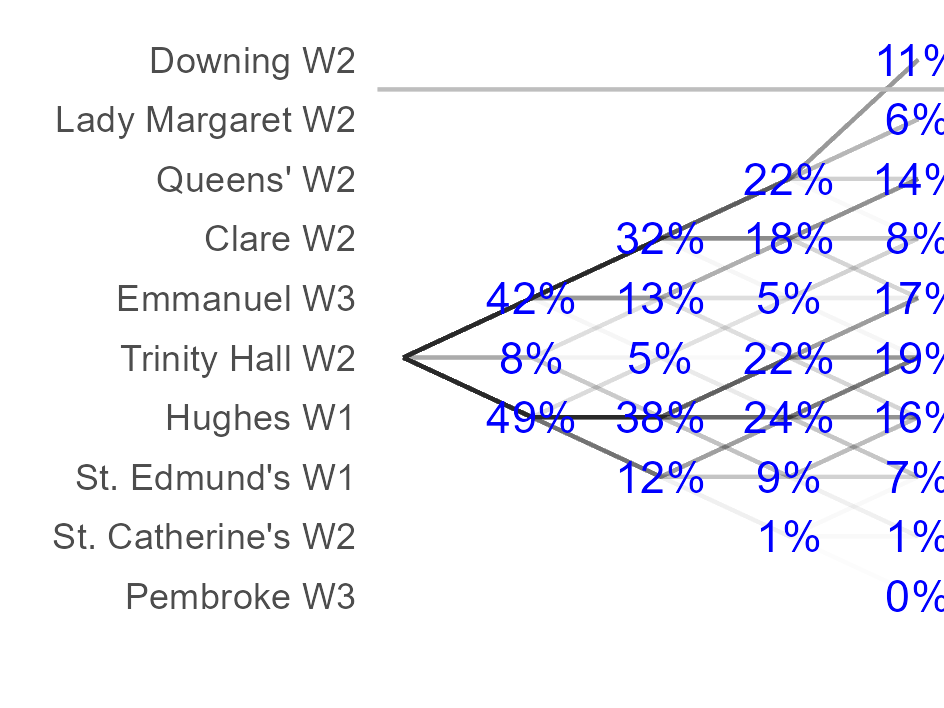 Downing W2 11%
Lady Margaret W2 6%
Queens' W2 22% 14%
Clare W2 32% 18% 8%
Emmanuel W3 42% 13% 5% 17%
Trinity Hall W2 8% 5% 22% 19%
Hughes W1 49% 38% 24% 16%
St. Edmund's W1 12% 9% 7%
St. Catherine's W2 1% 1%
Pembroke W3 0%